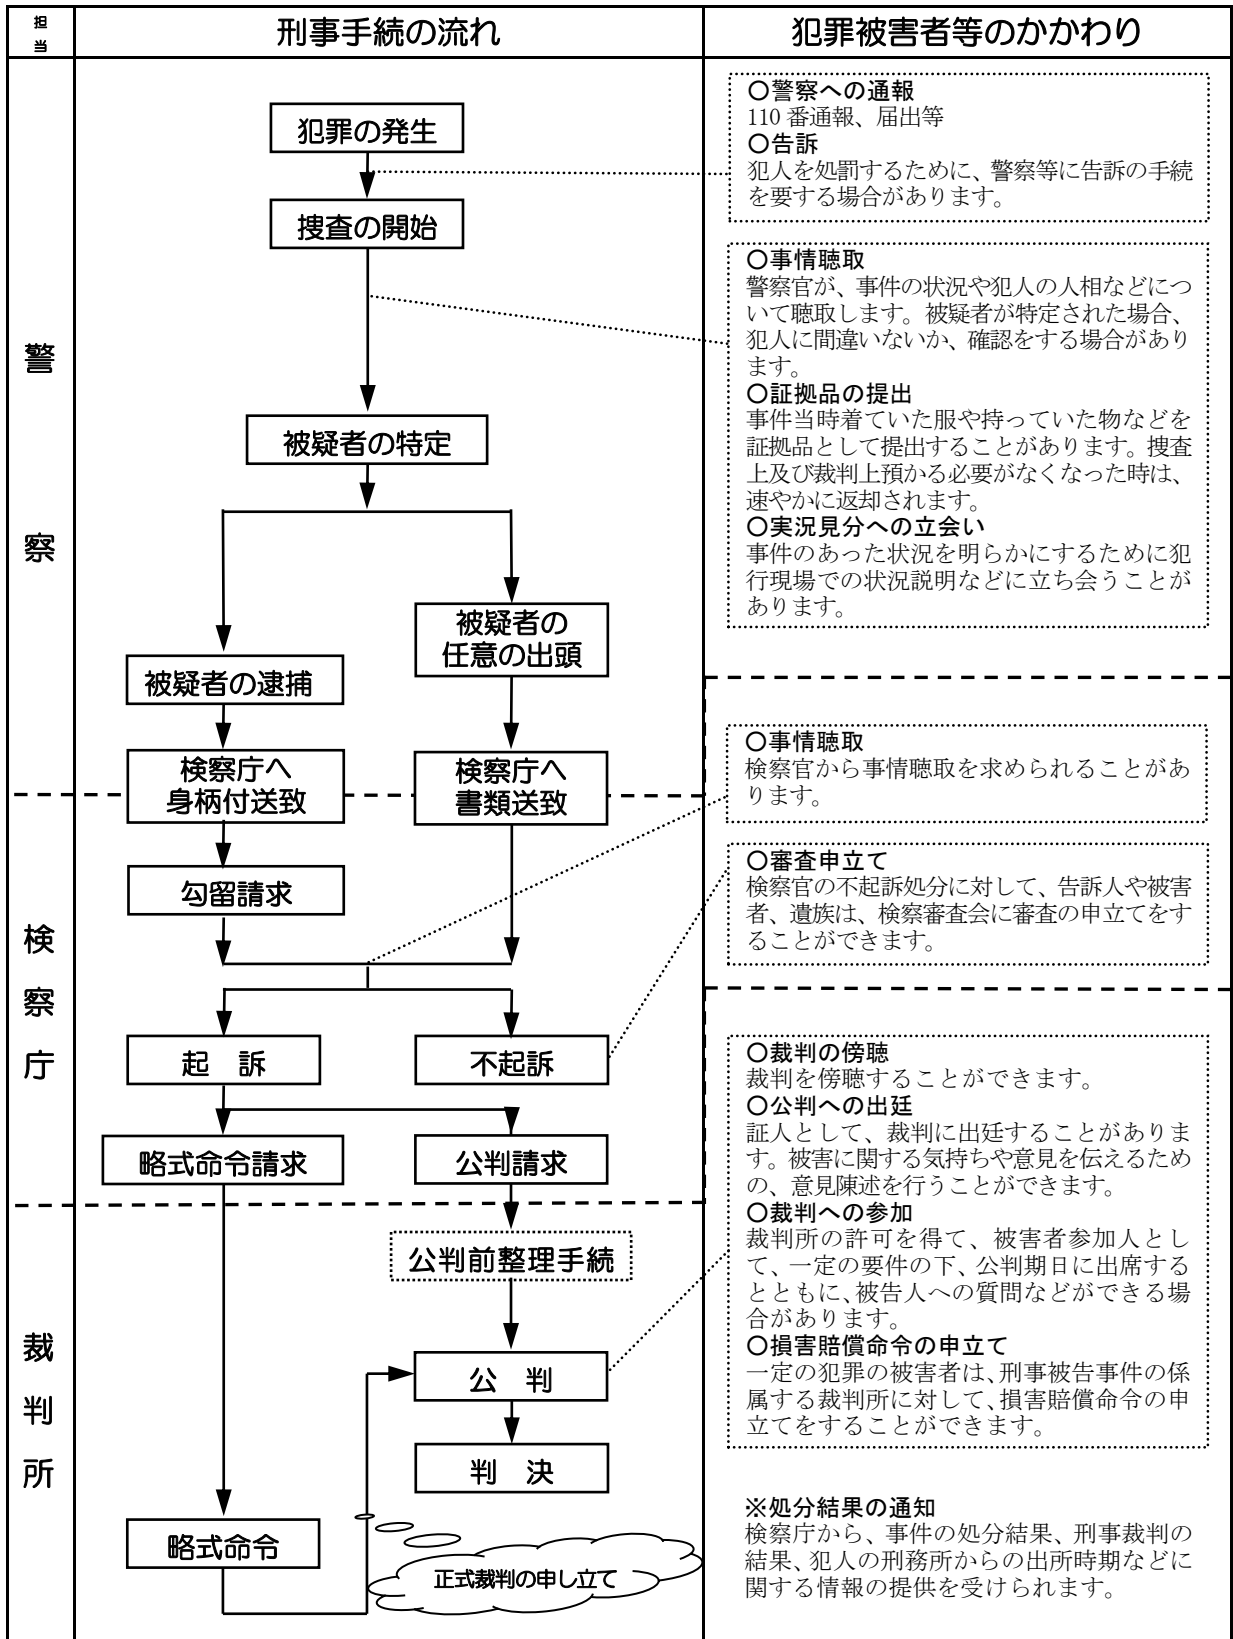 担当
刑事手続の流れ
犯罪被害者等のかかわり
警察
犯罪の発生
捜査の開始
被疑者の特定
被疑者の
任意の出頭
被疑者の逮捕
検察庁へ
身柄付送致
検察庁へ
書類送致
検察庁
勾留請求
起 訴
不起訴
略式命令請求
公判請求
裁判所
公判前整理手続
公 判
判 決
略式命令
正式裁判の申し立て
○警察への通報
110 番通報、届出等
○告訴
犯人を処罰するために、警察等に告訴の手続
を要する場合があります。
○事情聴取
警察官が、事件の状況や犯人の人相などにつ
いて聴取します。被疑者が特定された場合、
犯人に間違いないか、確認をする場合があり
ます。
○証拠品の提出
事件当時着ていた服や持っていた物などを
証拠品として提出することがあります。捜査
上及び裁判上預かる必要がなくなった時は、
速やかに返却されます。
○実況見分への立会い
事件のあった状況を明らかにするために犯
行現場での状況説明などに立ち会うことが
あります。
○事情聴取
検察官から事情聴取を求められることがあ
ります。
○審査申立て
検察官の不起訴処分に対して、告訴人や被害
者、遺族は、検察審査会に審査の申立てをす
ることができます。
○裁判の傍聴
裁判を傍聴することができます。
○公判への出廷
証人として、裁判に出廷することがありま
す。被害に関する気持ちや意見を伝えるため
の、意見陳述を行うことができます。
○裁判への参加
裁判所の許可を得て、被害者参加人とし
て、一定の要件の下、公判期日に出席する
とともに、被告人への質問などができる場
合があります。
○損害賠償命令の申立て
一定の犯罪の被害者は、刑事被告事件の係
属する裁判所に対して、損害賠償命令の申
立てをすることができます。
※処分結果の通知
検察庁から、事件の処分結果、刑事裁判の
結果、犯人の刑務所からの出所時期などに
関する情報の提供を受けられます。